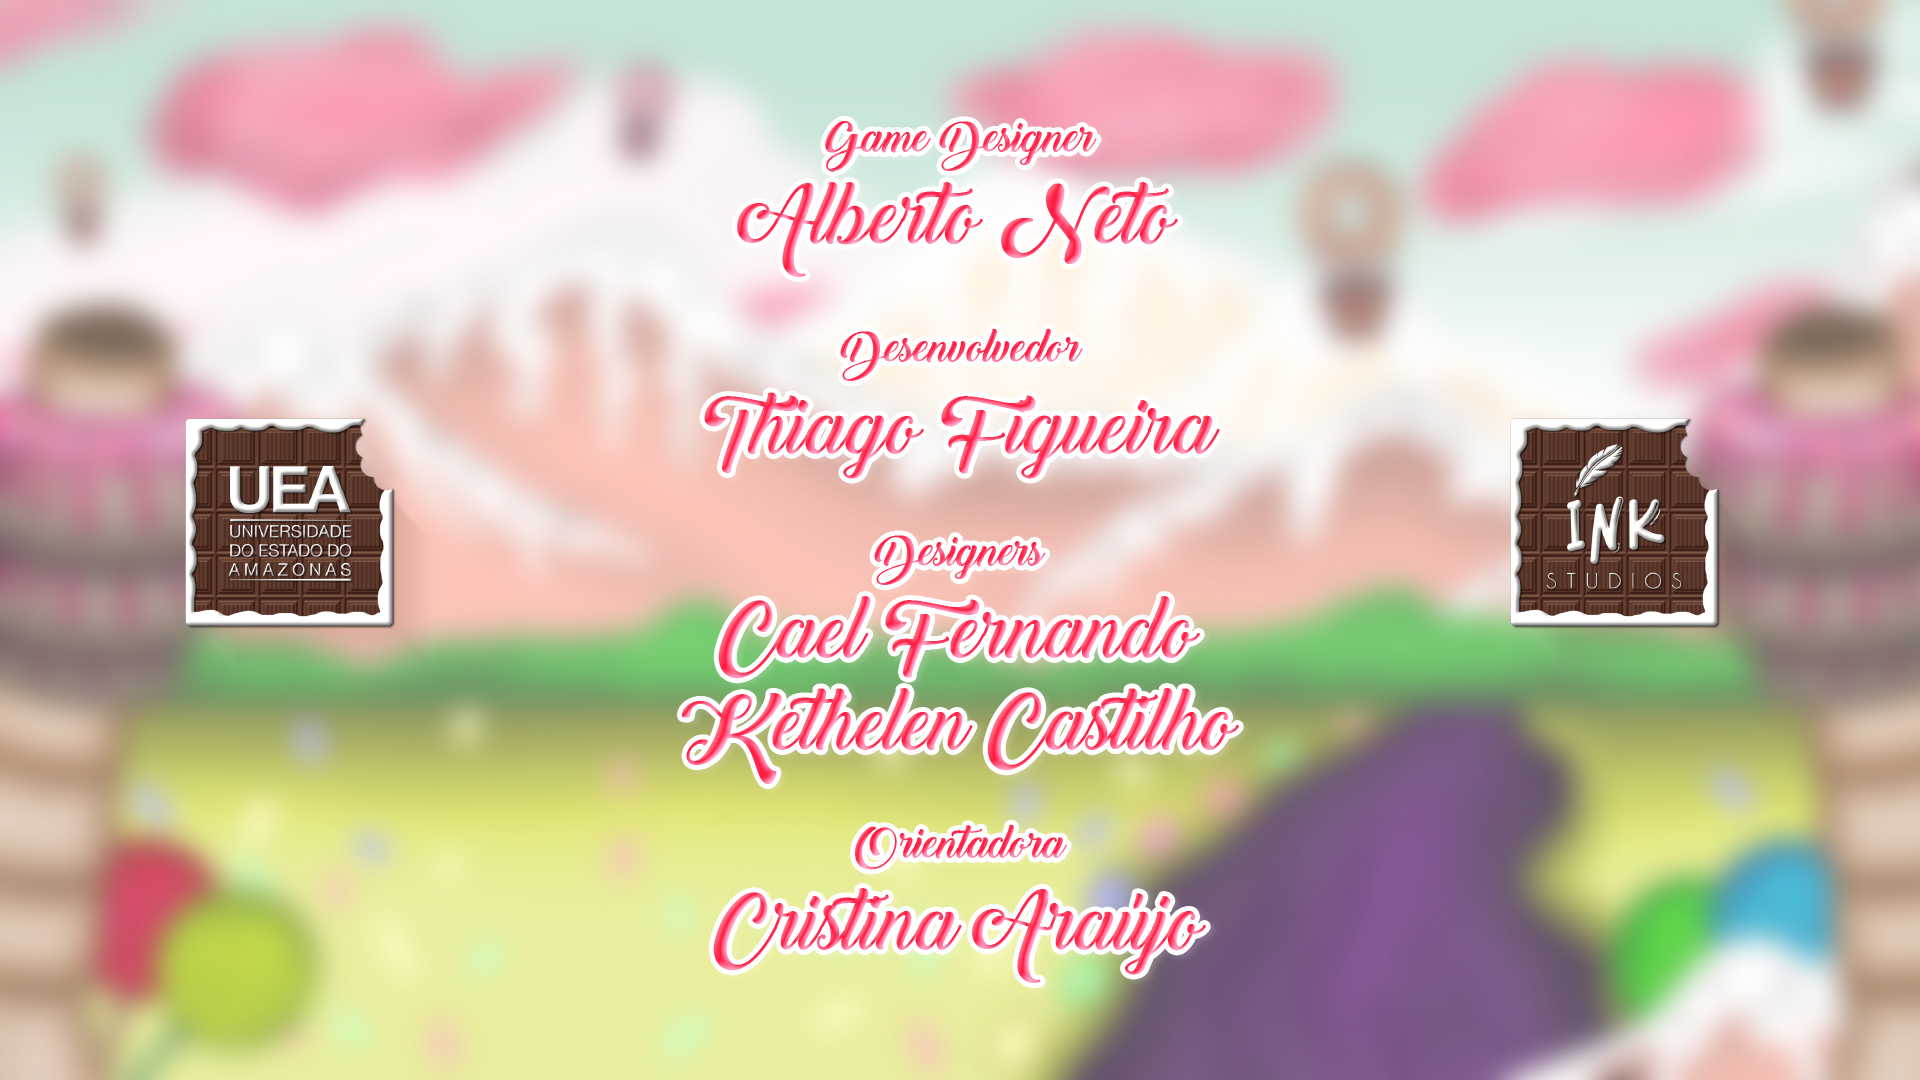 Game Designer
Alberto Neto
Desenvolvedor
Thiago Figueira
Designers
Cael Fernando
Kethelen Castilho
Orientadora
Cristina Araújo
UEA
UNIVERSIDADE
DO ESTADO DO
AMAZONAS
INK
STUDIOS